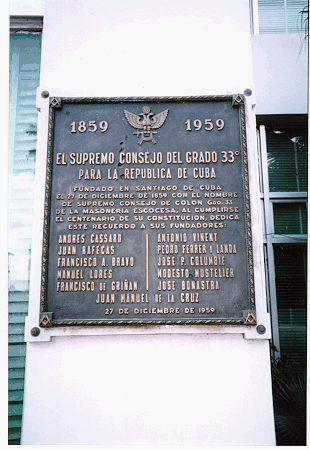 1859 1959
EL SUPREMO CONSEJO DEL GRADO 33°
PARA LA REPUBLICA DE CUBA
FUNDADO EN SANTIAGO DE CUBA
EL 27 DICIEMBRE DE 1859 CON EL NOMBRE
DE SUPREMO CONSEJO DE COLON GDO. 33
DE LA MASONERIA ESCOCESA, AL CUMPLIRSE
EL CENTENARIO DE SU CONSTITUCION, DEDICA
ESTE RECUERDO A SUS FUNDADORES:
ANDRES CASSARD ANTONIO VINENT
JUAN RAFECAS PEDRO FERRER Y LANDA
FRANCISCO A BRAVO JOSE P. COLUMBIE
MANUEL LORES MODESTO MUSTELIER
FRANCISCO DE GRIÑAN JOSE BONASTRA
JUAN MANUEL DE LA CRUZ
27 DE DICIEMBRE DE 1959